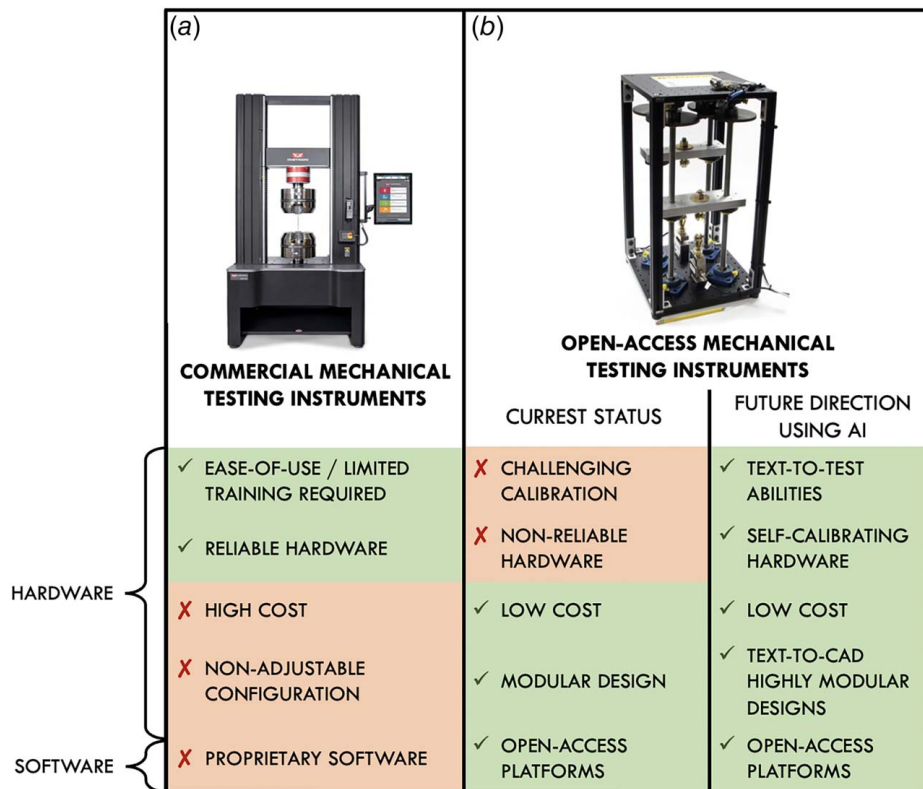 (a)
(b)
INSTRON
COMMERCIAL MECHANICAL
TESTING INSTRUMENTS
OPEN-ACCESS MECHANICAL
TESTING INSTRUMENTS
CURREST STATUS
FUTURE DIRECTION
USING AI
HARDWARE
✓ EASE-OF-USE / LIMITED
TRAINING REQUIRED
✓ RELIABLE HARDWARE
✗ HIGH COST
✗ NON-ADJUSTABLE
CONFIGURATION
✗ CHALLENGING
CALIBRATION
✗ NON-RELIABLE
HARDWARE
✓ LOW COST
✓ MODULAR DESIGN
✓ TEXT-TO-TEST
ABILITIES
✓ SELF-CALIBRATING
HARDWARE
✓ LOW COST
✓ TEXT-TO-CAD
HIGHLY MODULAR
DESIGNS
SOFTWARE
✗ PROPRIETARY SOFTWARE
✓ OPEN-ACCESS
PLATFORMS
✓ OPEN-ACCESS
PLATFORMS